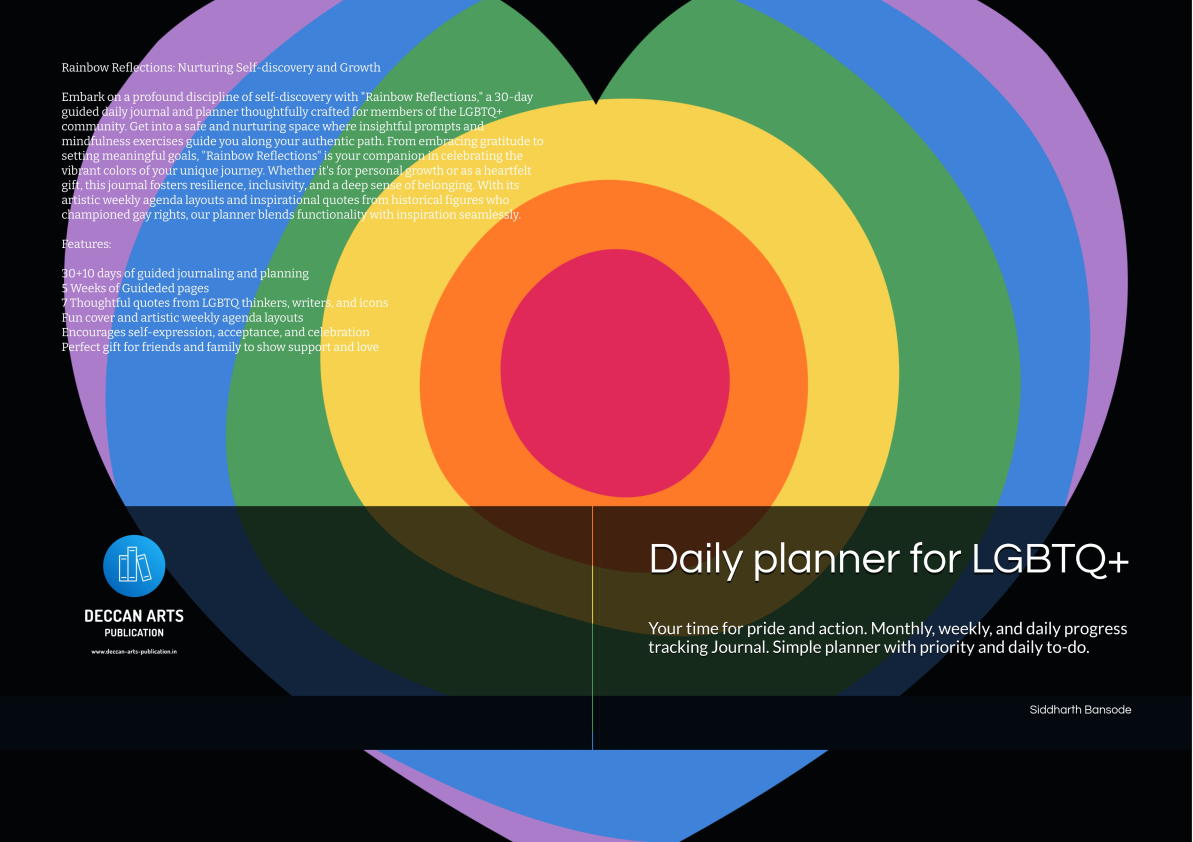 Rainbow Reflections: Nurturing Self-discovery and Growth
Embark on a profound discipline of self-discovery with "Rainbow Reflections," a 30-day
guided daily journal and planner thoughtfully crafted for members of the LGBTQ+
community. Get into a safe and nurturing space where insightful prompts and
mindfulness exercises guide you along your authentic path. From embracing gratitude to
setting meaningful goals, "Rainbow Reflections" is your companion in celebrating the
vibrant colors of your unique journey. Whether it's for personal growth or as a heartfelt
gift, this journal fosters resilience, inclusivity, and a deep sense of belonging. With its
artistic weekly agenda layouts and inspirational quotes from historical figures who
championed gay rights, our planner blends functionality with inspiration seamlessly.
Features:
30+10 days of guided journaling and planning
5 Weeks of Guideded pages
7 Thoughtful quotes from LGBTQ thinkers, writers, and icons
Fun cover and artistic weekly agenda layouts
Encourages self-expression, acceptance, and celebration
Perfect gift for friends and family to show support and love
DECCAN ARTS
PUBLICATION
www.deccan-arts-publication.in
Daily planner for LGBTQ+
Your time for pride and action. Monthly, weekly, and daily progress
tracking Journal. Simple planner with priority and daily to-do.
Siddharth Bansode